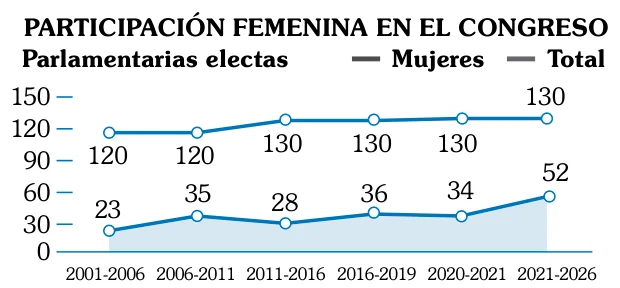 PARTICIPACIÓN FEMENINA EN EL CONGRESO
Parlamentarias electas Mujeres Total
150
120
90
60
30
0
120 120 130 130 130 130
23 35 28 36 34 52
2001-2006 2006-2011 2011-2016 2016-2019 2020-2021 2021-2026